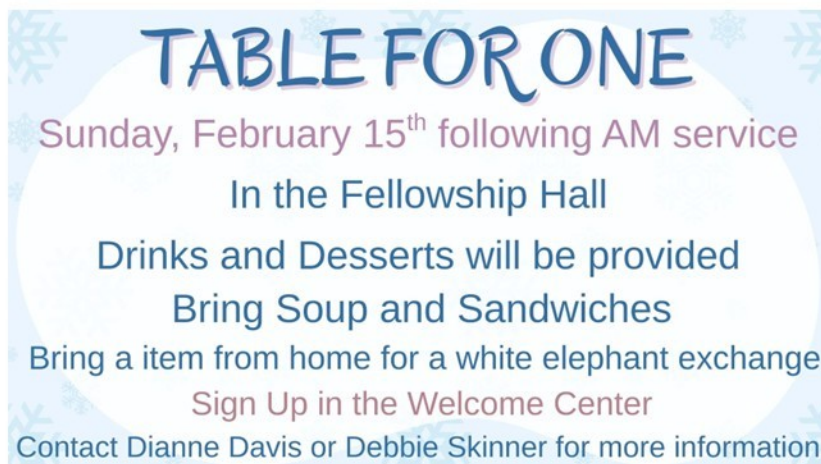 TABLE FOR ONE
Sunday, February 15th following AM service
In the Fellowship Hall
Drinks and Desserts will be provided
Bring Soup and Sandwiches
Bring a item from home for a white elephant exchange
Sign Up in the Welcome Center
Contact Dianne Davis or Debbie Skinner for more information